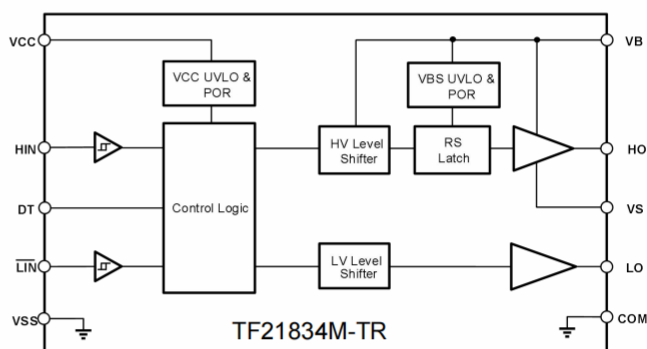 VCC
VB
VCC UVLO &
POR
VBS UVLO &
POR
HIN
HV Level
Shifter
RS
Latch
HO
DT
Control Logic
VS
LIN
LV Level
Shifter
LO
VSS
COM
TF21834M-TR